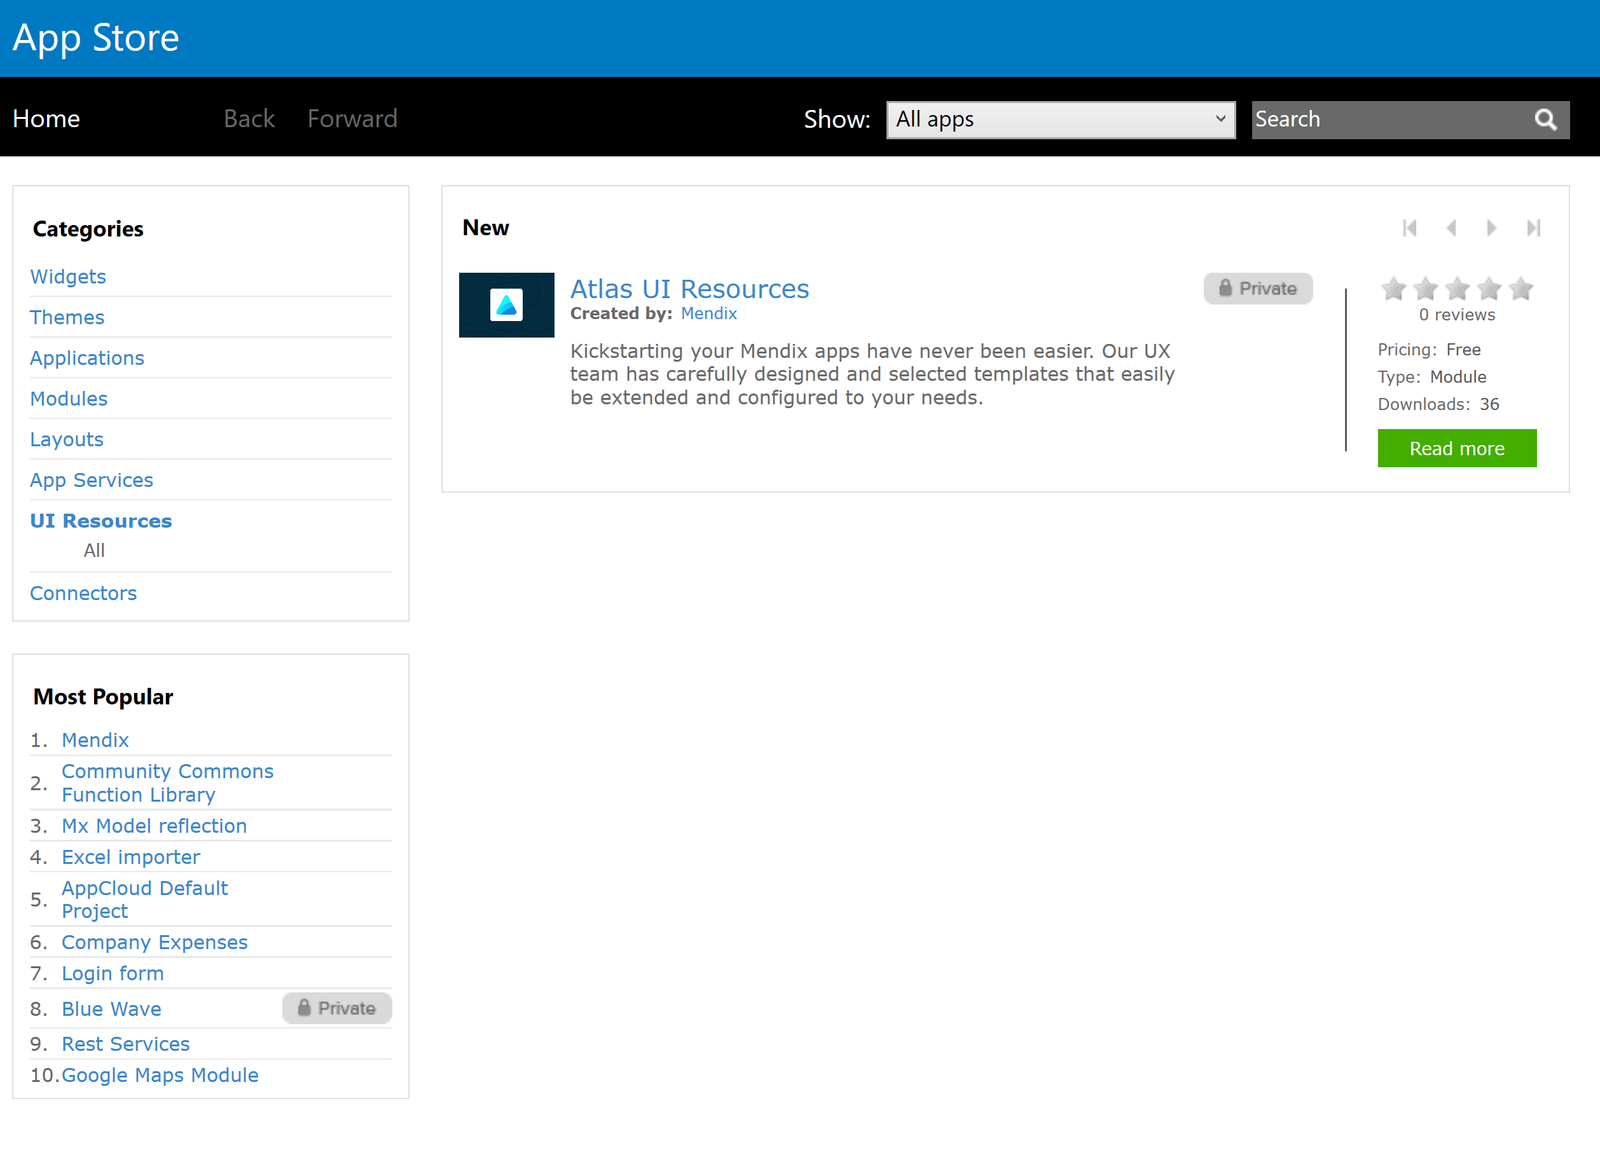 App Store
Home Back Forward Show: All apps Search
Categories
Widgets
Themes
Applications
Modules
Layouts
App Services
UI Resources
All
Connectors
Most Popular
1. Mendix
2. Community Commons
Function Library
3. Mx Model reflection
4. Excel importer
5. AppCloud Default
Project
6. Company Expenses
7. Login form
8. Blue Wave Private
9. Rest Services
10. Google Maps Module
New
Atlas UI Resources
Private
Created by: Mendix
Kickstarting your Mendix apps have never been easier. Our UX
team has carefully designed and selected templates that easily
be extended and configured to your needs.
0 reviews
Pricing: Free
Type: Module
Downloads: 36
Read more